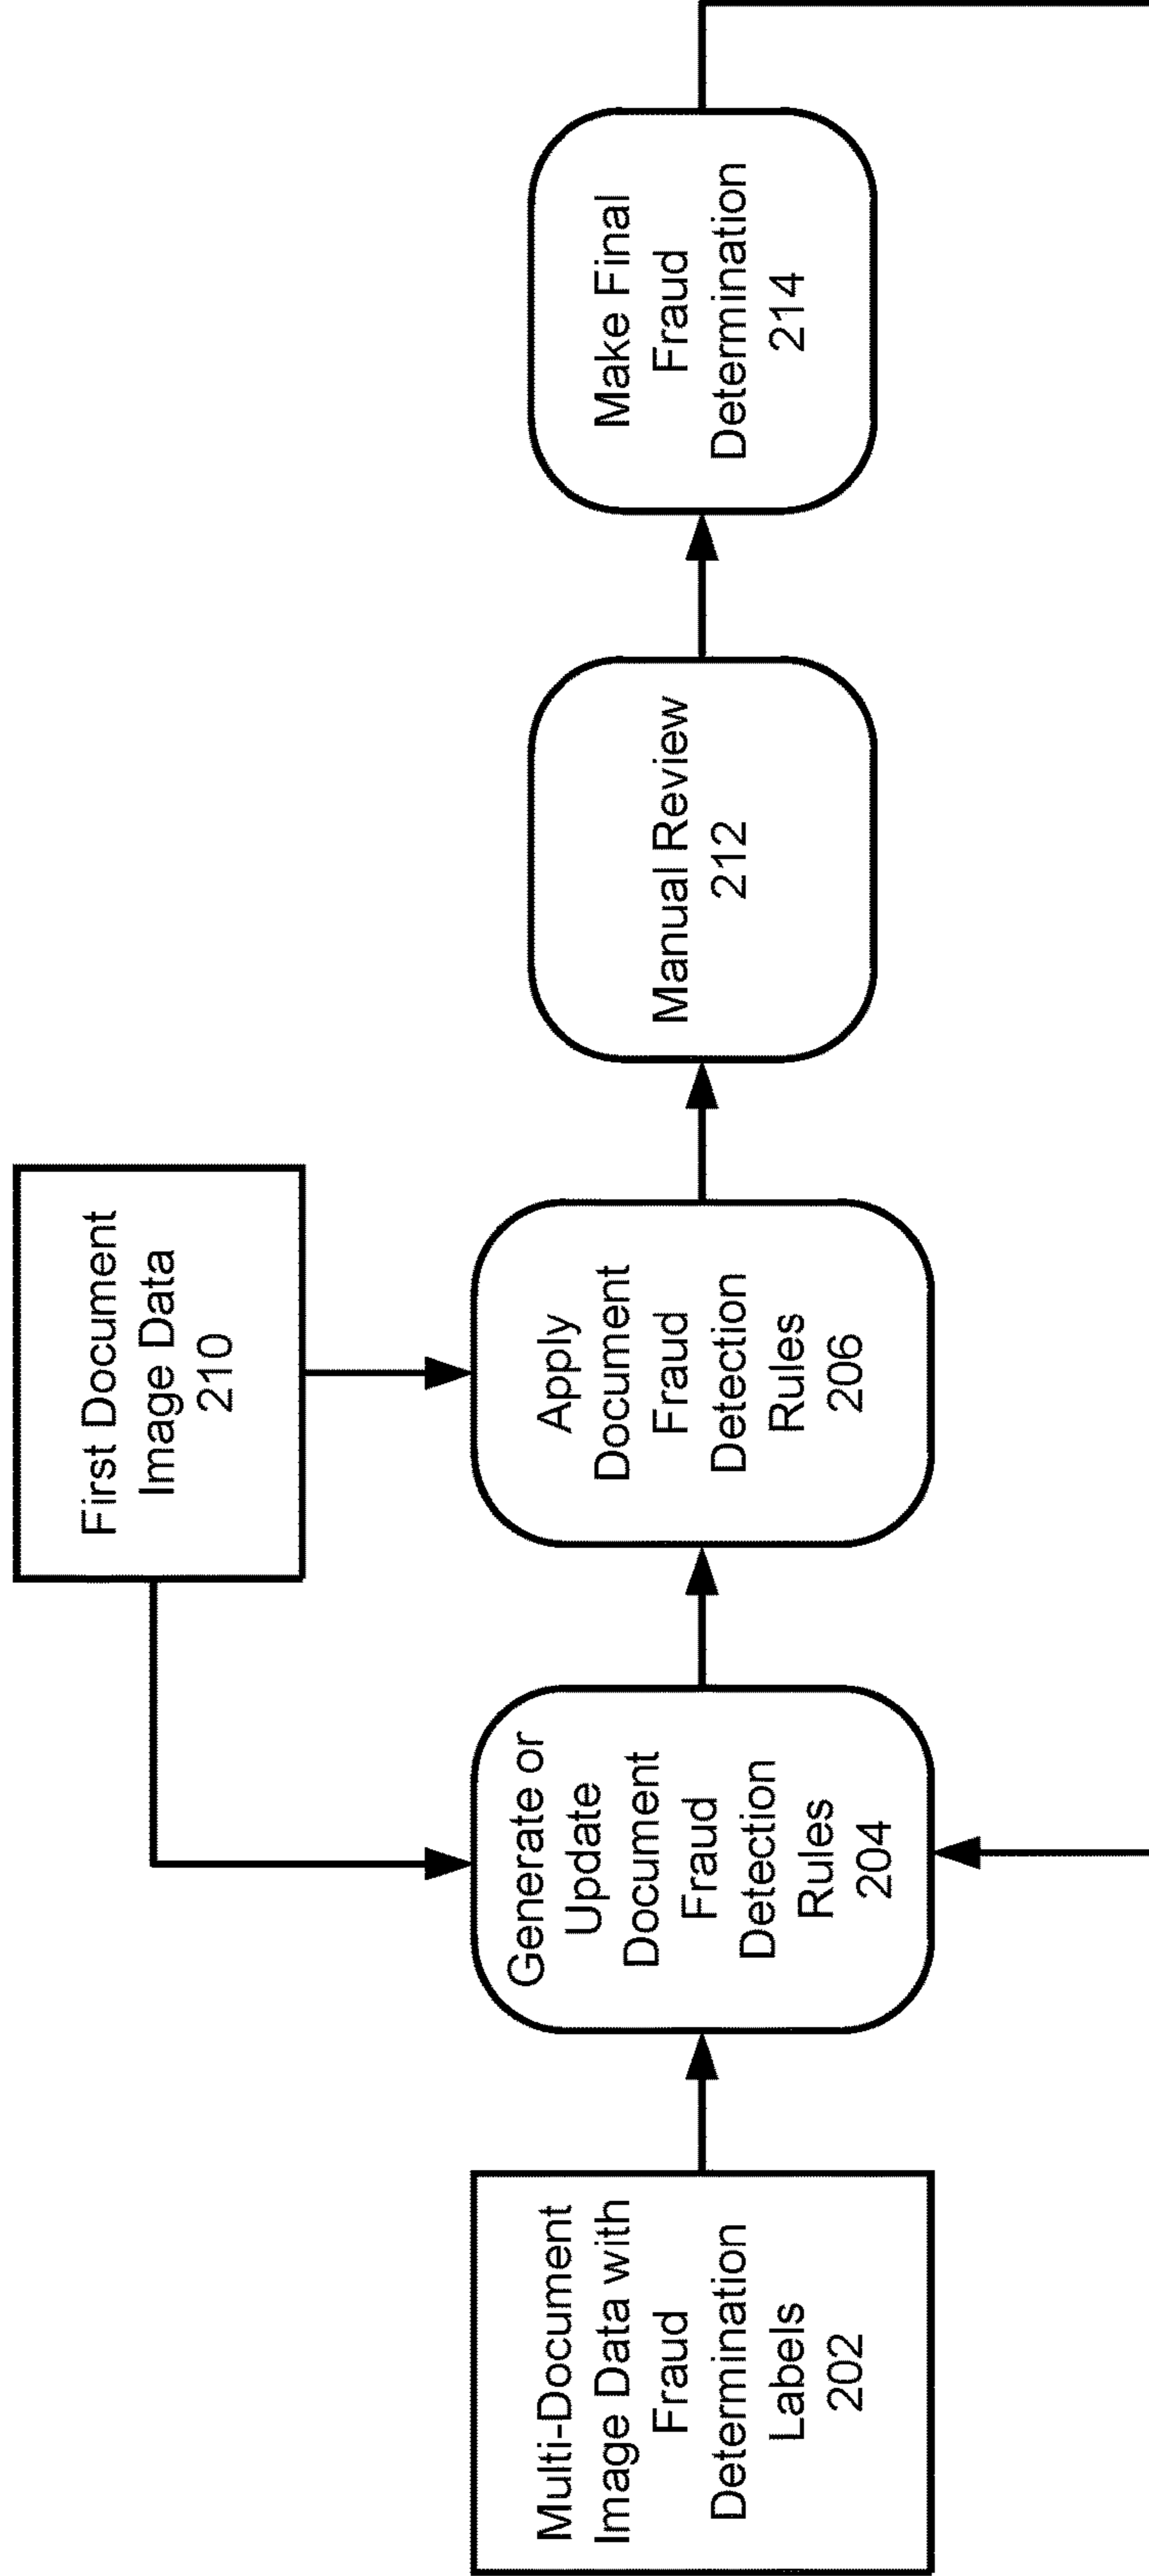 First Document
Image Data
210
Multi-Document
Image Data with
Fraud
Determination
Labels
202
Generate or
Update
Document
Fraud
Detection
Rules
204
Apply
Document
Fraud
Detection
Rules
206
Manual Review
212
Make Final
Fraud
Determination
214